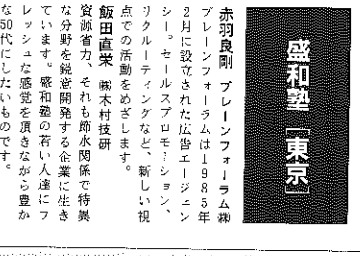 盛和塾［東京］
赤羽良剛 ブレーンフォーラム㈱
ブレーンフォーラムは1985年
2月に設立された広告エージェン
シー。セールスプロモーション、
リクルーティングなど、新しい視
点での活動をめざします。
飯田直栄 ㈱木村技研
資源省力、それも節水関係で特異
な分野を鋭意開発する企業に生き
ています。盛和塾の若い人達にフ
レッシュな感覚を頂きながら豊か
な50代にしたいものです。